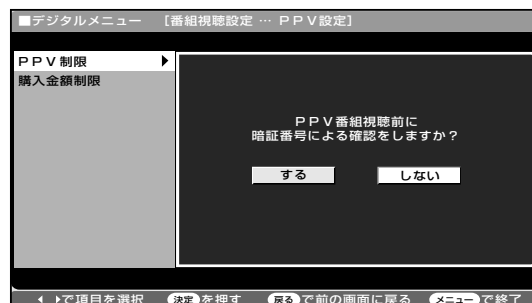 ■デジタルメニュー [番組視聴設定 … PPV設定]
PPV制限
購入金額制限
PPV番組視聴前に
暗証番号による確認をしますか？
する しない
で項目を選択 決定を押す 戻るで前の画面に戻る メニューで終了